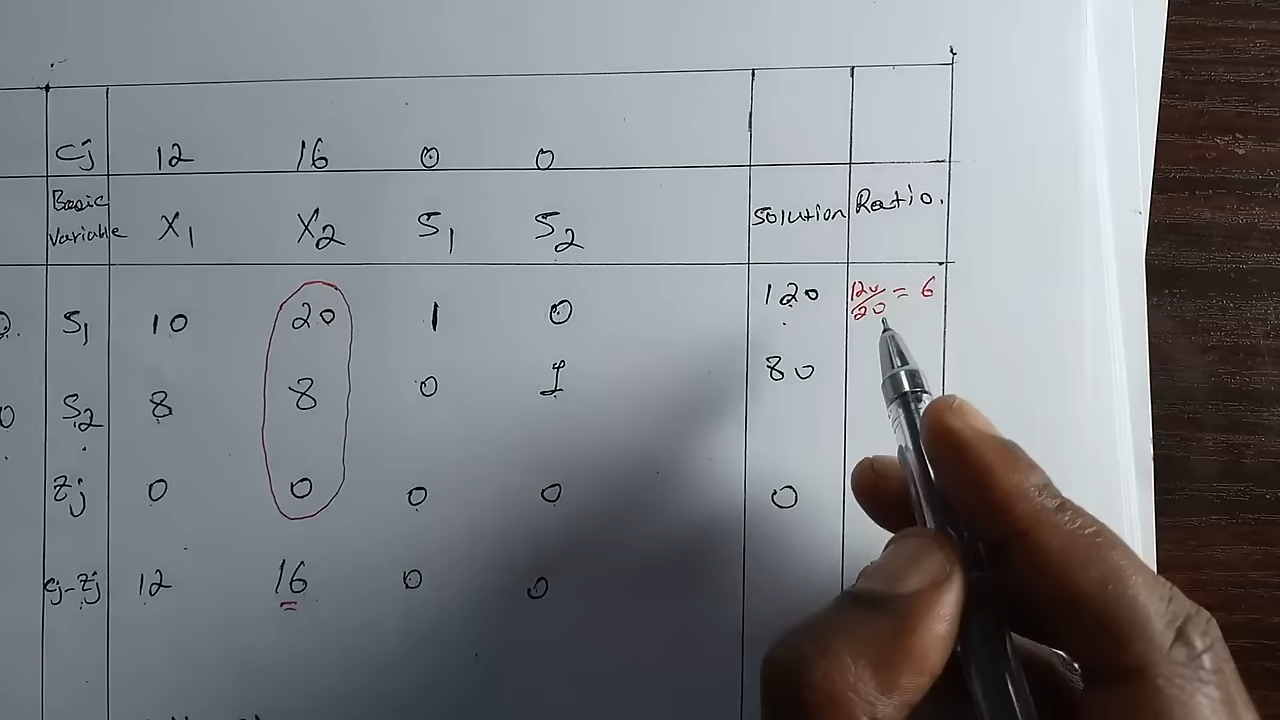 Cj 12 16 0 0
Basic Variable X1 X2 S1 S2 Solution Ratio.
0. S1 10 20 1 0 120 120/20 = 6
0 S2 8 8 0 1 80
Zj 0 0 0 0 0
Cj-Zj 12 16 0 0